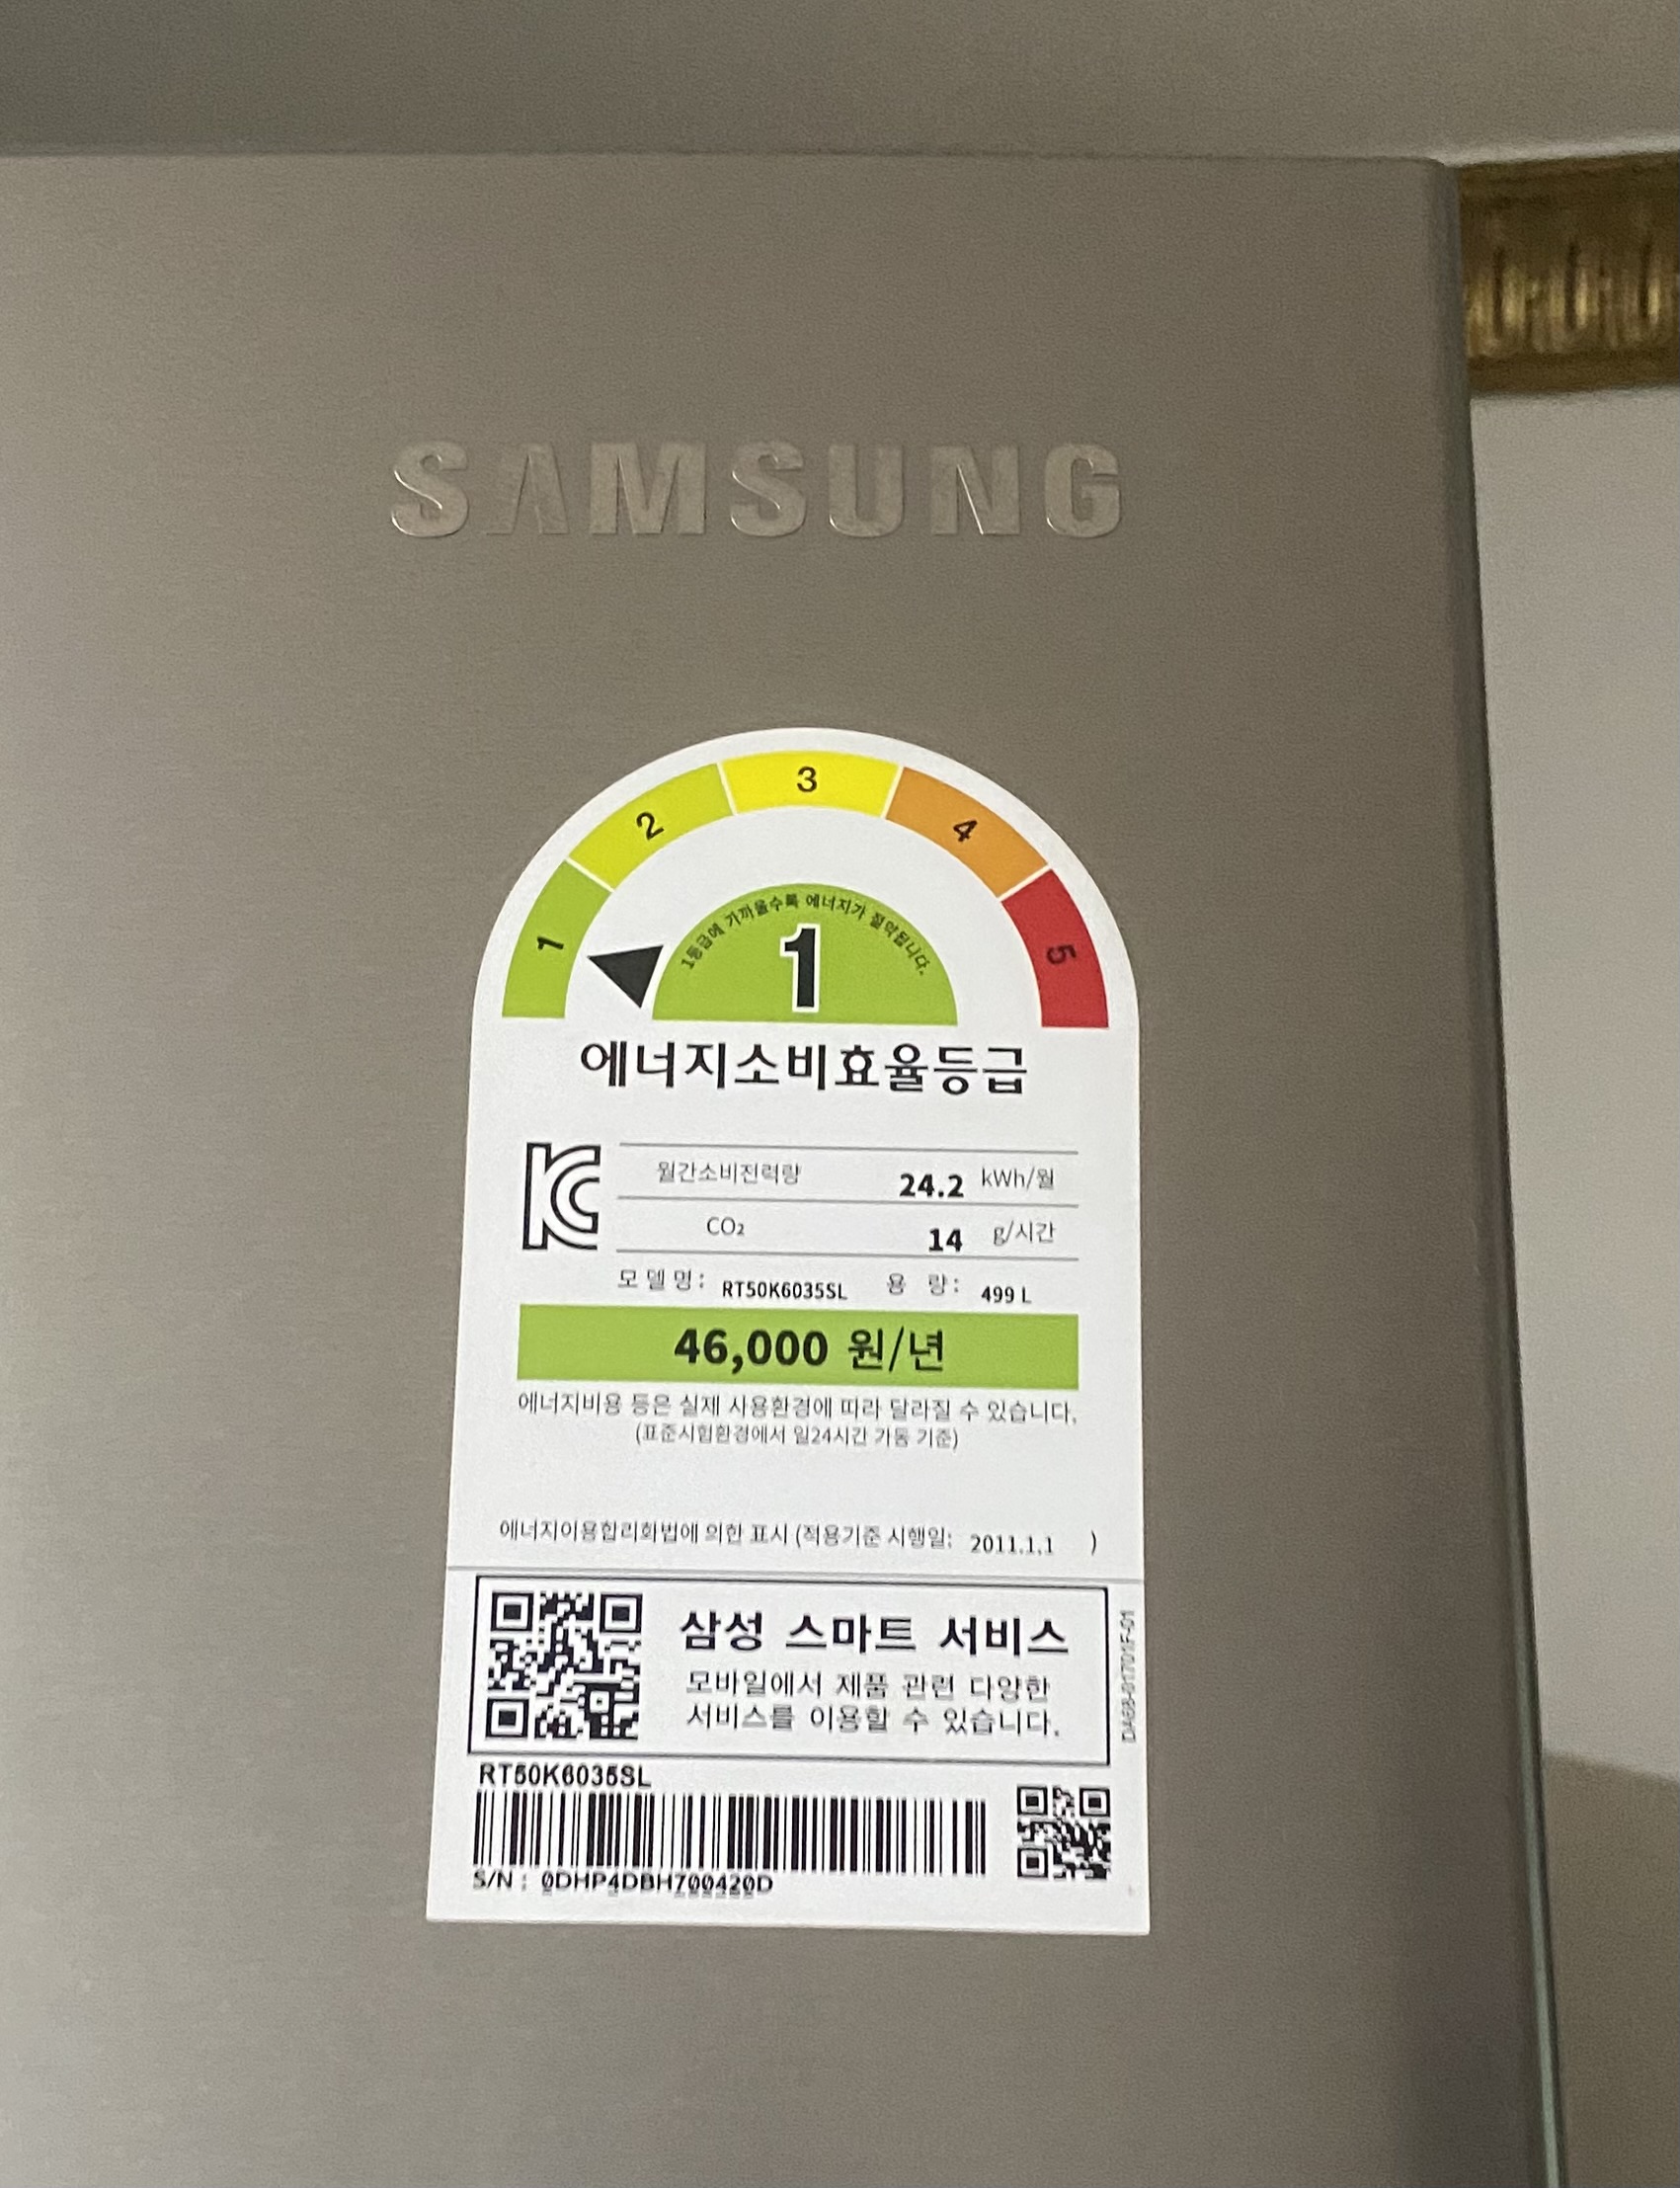 SAMSUNG
1 2 3 4 5
1등급에 가까울수록 에너지가 절약됩니다.
1
에너지소비효율등급
KC
월간소비전력량 24.2 kWh/월
CO₂ 14 g/시간
모델명: RT50K6035SL 용 량: 499 L
46,000 원/년
에너지비용 등은 실제 사용환경에 따라 달라질 수 있습니다.
(표준시험환경에서 일24시간 가동 기준)
에너지이용합리화법에 의한 표시 (적용기준 시행일: 2011.1.1 )
삼성 스마트 서비스
모바일에서 제품 관련 다양한
서비스를 이용할 수 있습니다.
DA68-01701F-01
RT50K6035SL
S/N : 0DHP4DBH700420D